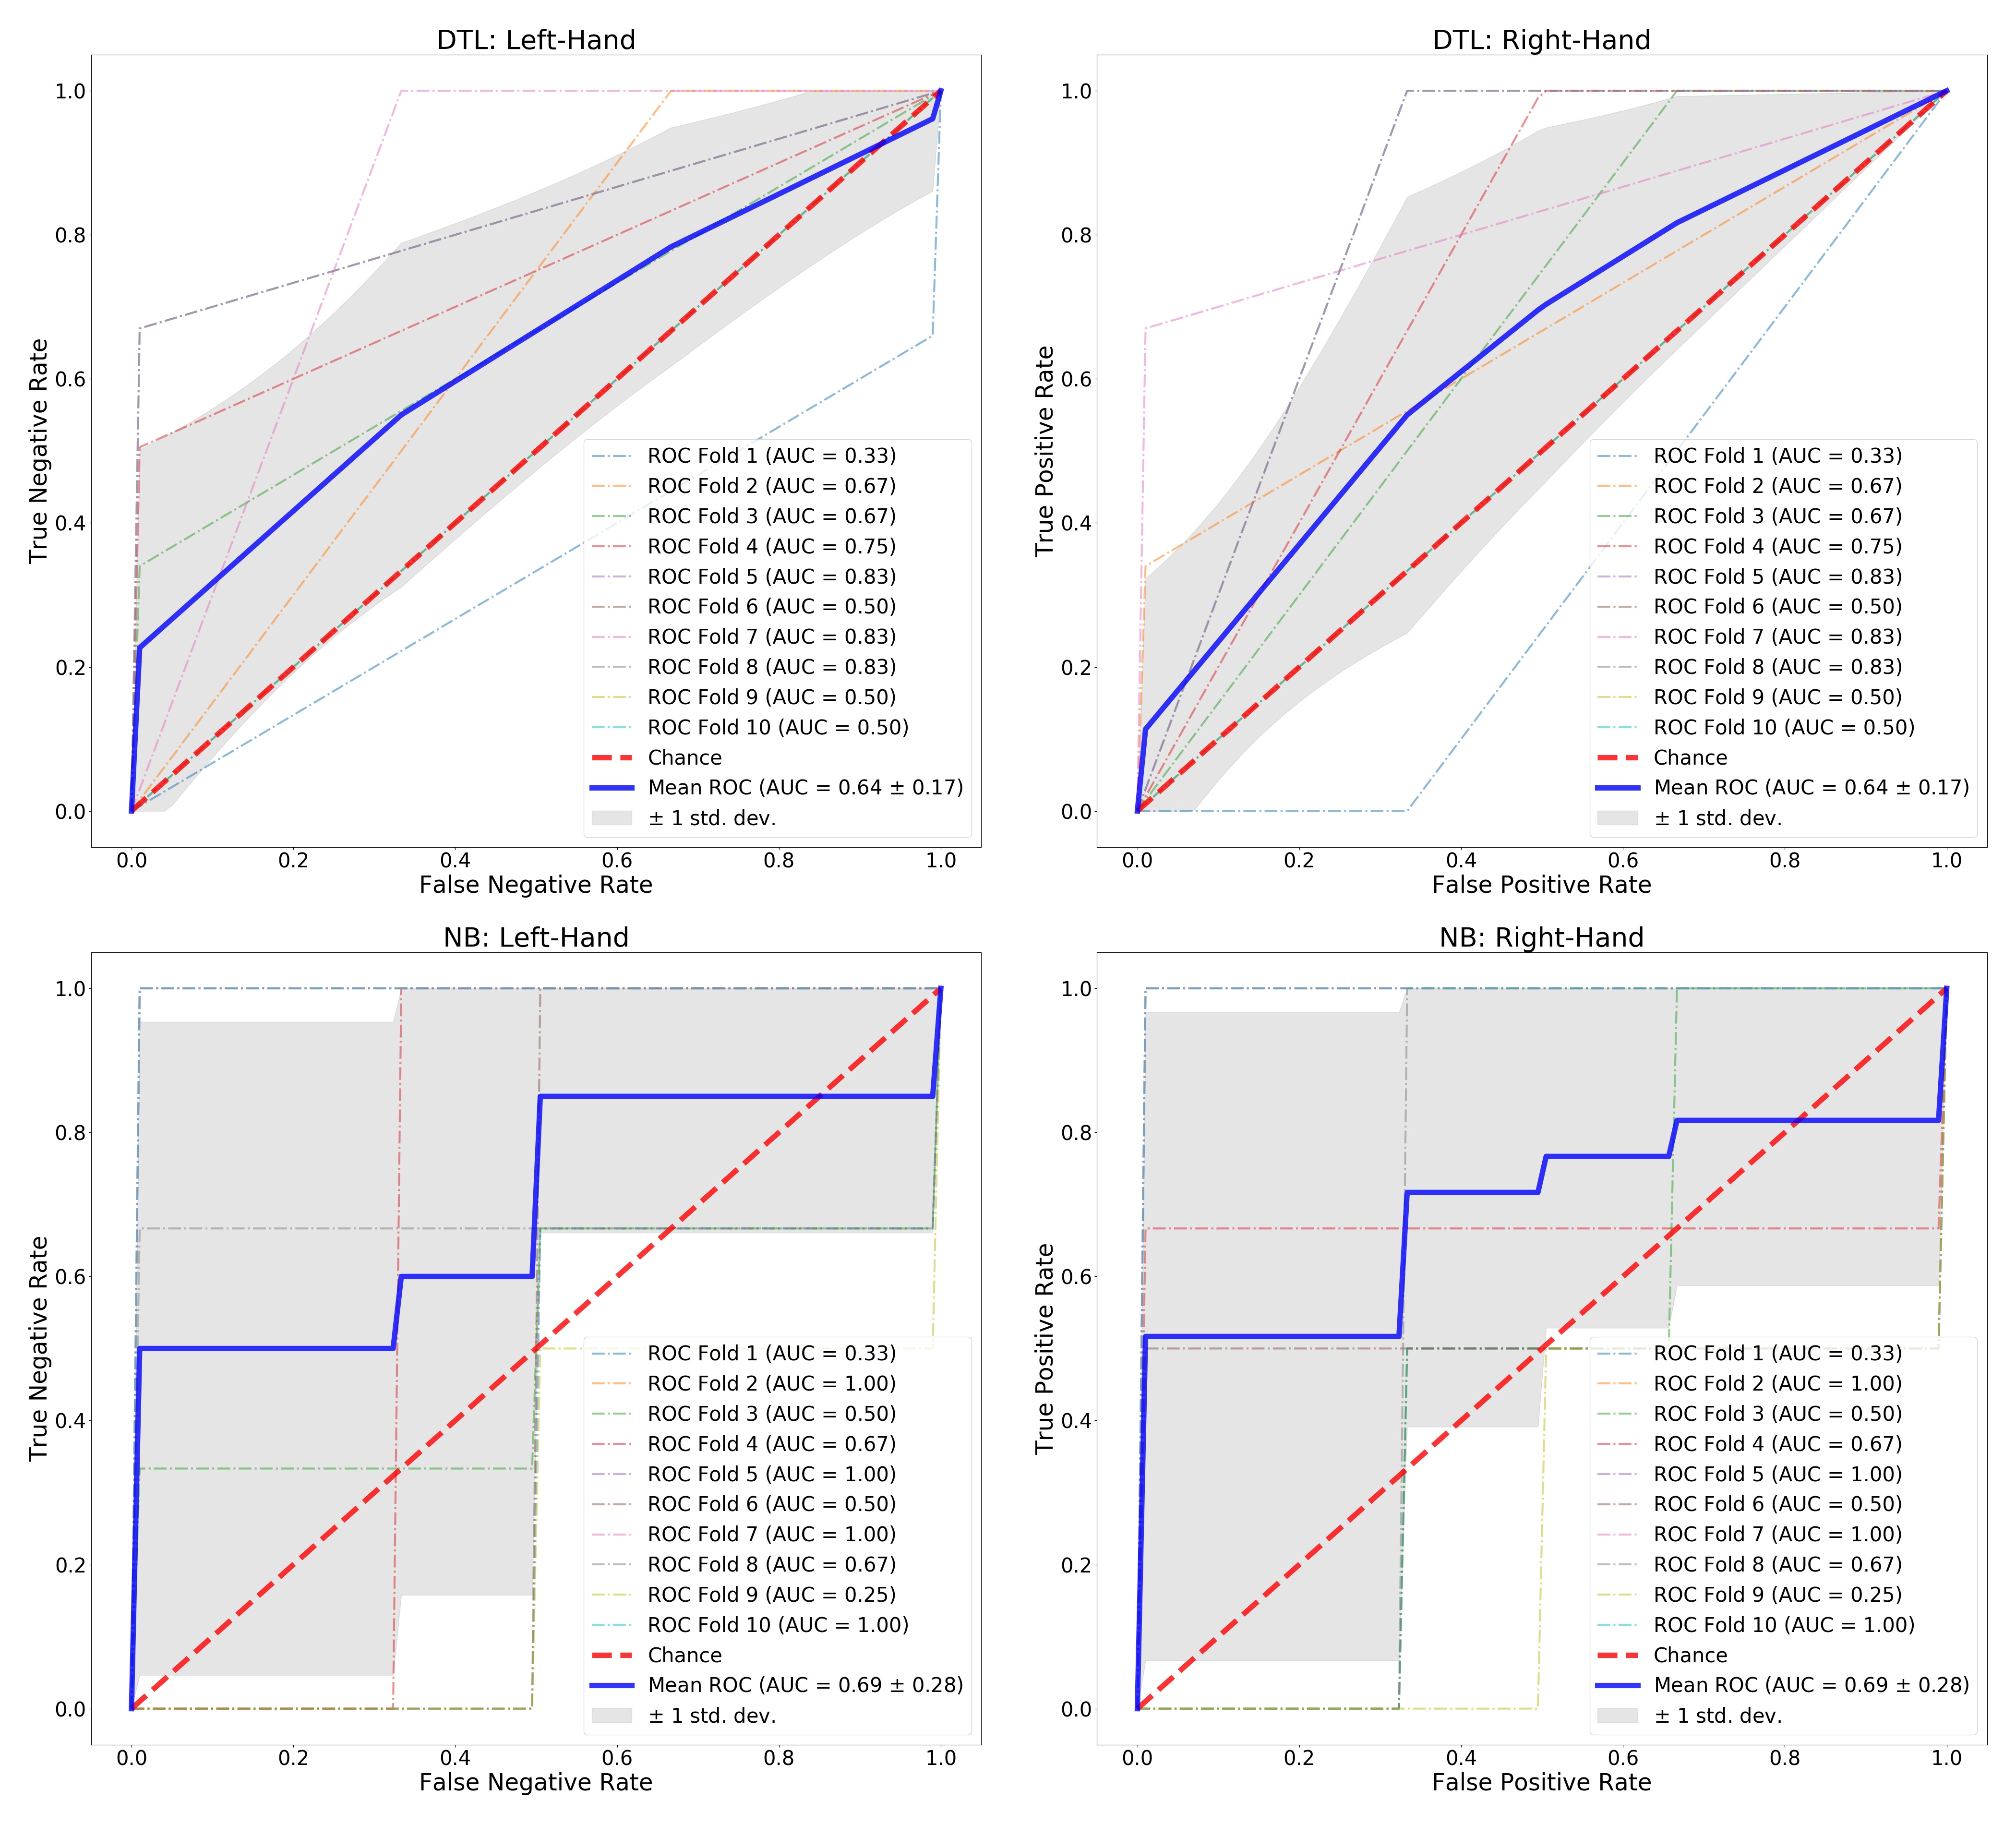 DTL: Left-Hand
True Negative Rate
1.0
0.8
0.6
0.4
0.2
0.0
ROC Fold 1 (AUC = 0.33)
ROC Fold 2 (AUC = 0.67)
ROC Fold 3 (AUC = 0.67)
ROC Fold 4 (AUC = 0.75)
ROC Fold 5 (AUC = 0.83)
ROC Fold 6 (AUC = 0.50)
ROC Fold 7 (AUC = 0.83)
ROC Fold 8 (AUC = 0.83)
ROC Fold 9 (AUC = 0.50)
ROC Fold 10 (AUC = 0.50)
Chance
Mean ROC (AUC = 0.64 ± 0.17)
± 1 std. dev.
0.0 0.2 0.4 0.6 0.8 1.0
False Negative Rate
DTL: Right-Hand
True Positive Rate
1.0
0.8
0.6
0.4
0.2
0.0
ROC Fold 1 (AUC = 0.33)
ROC Fold 2 (AUC = 0.67)
ROC Fold 3 (AUC = 0.67)
ROC Fold 4 (AUC = 0.75)
ROC Fold 5 (AUC = 0.83)
ROC Fold 6 (AUC = 0.50)
ROC Fold 7 (AUC = 0.83)
ROC Fold 8 (AUC = 0.83)
ROC Fold 9 (AUC = 0.50)
ROC Fold 10 (AUC = 0.50)
Chance
Mean ROC (AUC = 0.64 ± 0.17)
± 1 std. dev.
0.0 0.2 0.4 0.6 0.8 1.0
False Positive Rate
NB: Left-Hand
True Negative Rate
1.0
0.8
0.6
0.4
0.2
0.0
ROC Fold 1 (AUC = 0.33)
ROC Fold 2 (AUC = 1.00)
ROC Fold 3 (AUC = 0.50)
ROC Fold 4 (AUC = 0.67)
ROC Fold 5 (AUC = 1.00)
ROC Fold 6 (AUC = 0.50)
ROC Fold 7 (AUC = 1.00)
ROC Fold 8 (AUC = 0.67)
ROC Fold 9 (AUC = 0.25)
ROC Fold 10 (AUC = 1.00)
Chance
Mean ROC (AUC = 0.69 ± 0.28)
± 1 std. dev.
0.0 0.2 0.4 0.6 0.8 1.0
False Negative Rate
NB: Right-Hand
True Positive Rate
1.0
0.8
0.6
0.4
0.2
0.0
ROC Fold 1 (AUC = 0.33)
ROC Fold 2 (AUC = 1.00)
ROC Fold 3 (AUC = 0.50)
ROC Fold 4 (AUC = 0.67)
ROC Fold 5 (AUC = 1.00)
ROC Fold 6 (AUC = 0.50)
ROC Fold 7 (AUC = 1.00)
ROC Fold 8 (AUC = 0.67)
ROC Fold 9 (AUC = 0.25)
ROC Fold 10 (AUC = 1.00)
Chance
Mean ROC (AUC = 0.69 ± 0.28)
± 1 std. dev.
0.0 0.2 0.4 0.6 0.8 1.0
False Positive Rate